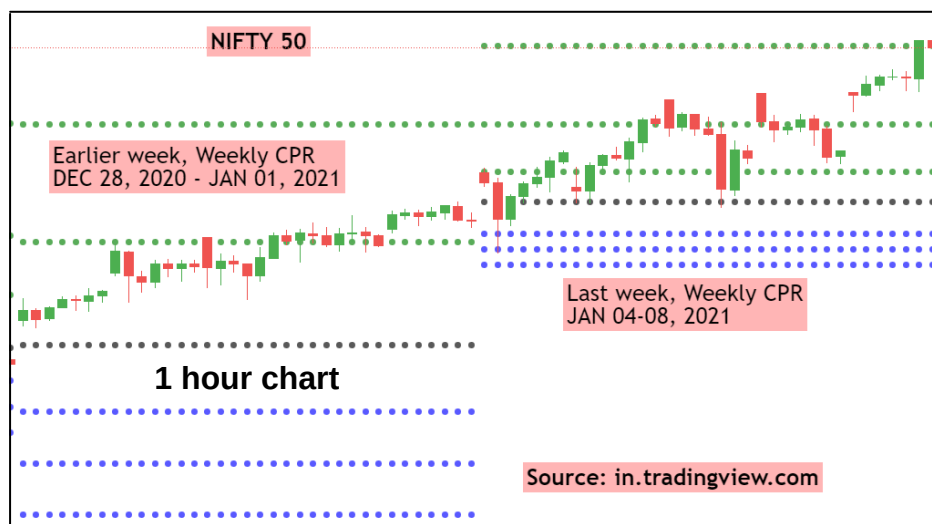 NIFTY 50
Earlier week, Weekly CPR
DEC 28, 2020 - JAN 01, 2021
Last week, Weekly CPR
JAN 04-08, 2021
1 hour chart
Source: in.tradingview.com